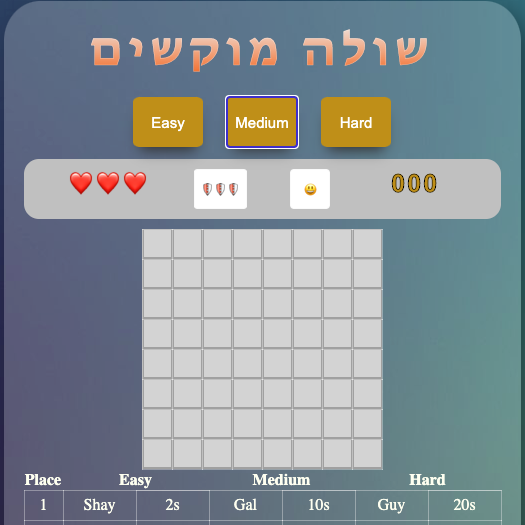 שולה מוקשים
Easy Medium Hard
000
Place Easy Medium Hard
1 Shay 2s Gal 10s Guy 20s